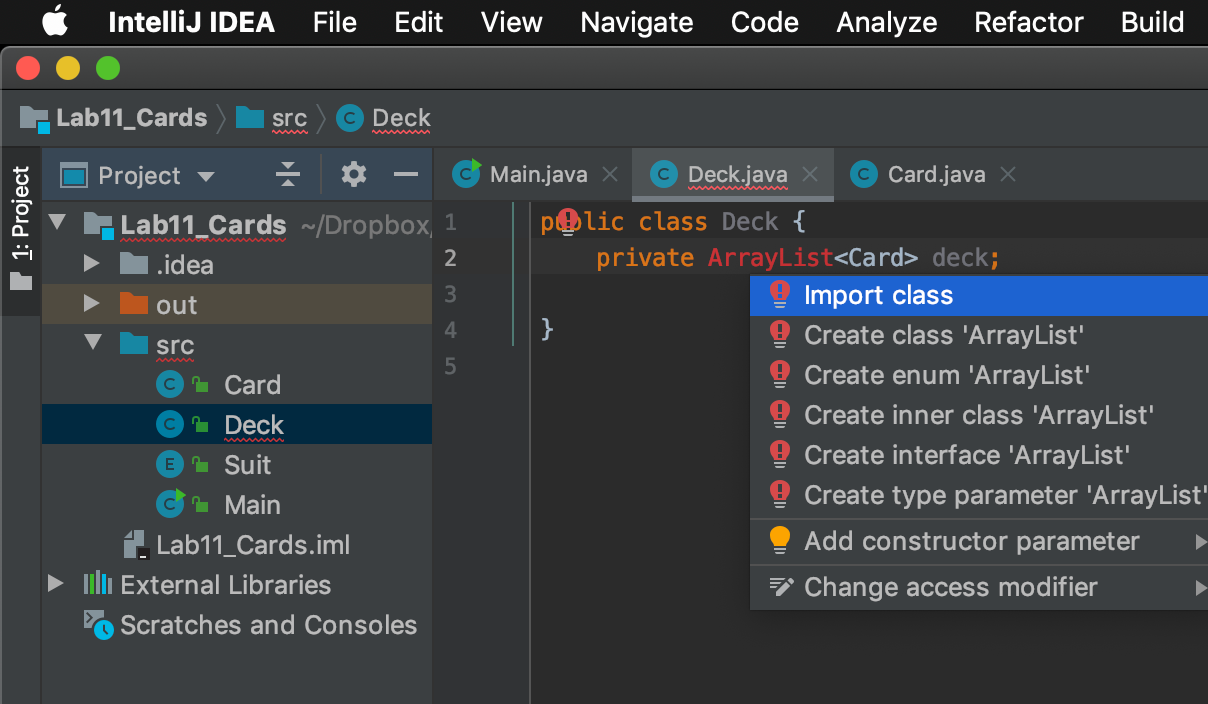 IntelliJ IDEA File Edit View Navigate Code Analyze Refactor Build
Lab11_Cards src Deck
1: Project
Project
Main.java Deck.java Card.java
Lab11_Cards ~/Dropbox/
.idea
out
src
Card
Deck
Suit
Main
Lab11_Cards.iml
External Libraries
Scratches and Consoles
1 public class Deck {
2 private ArrayList<Card> deck;
3
4 }
5
Import class
Create class 'ArrayList'
Create enum 'ArrayList'
Create inner class 'ArrayList'
Create interface 'ArrayList'
Create type parameter 'ArrayList'
Add constructor parameter
Change access modifier